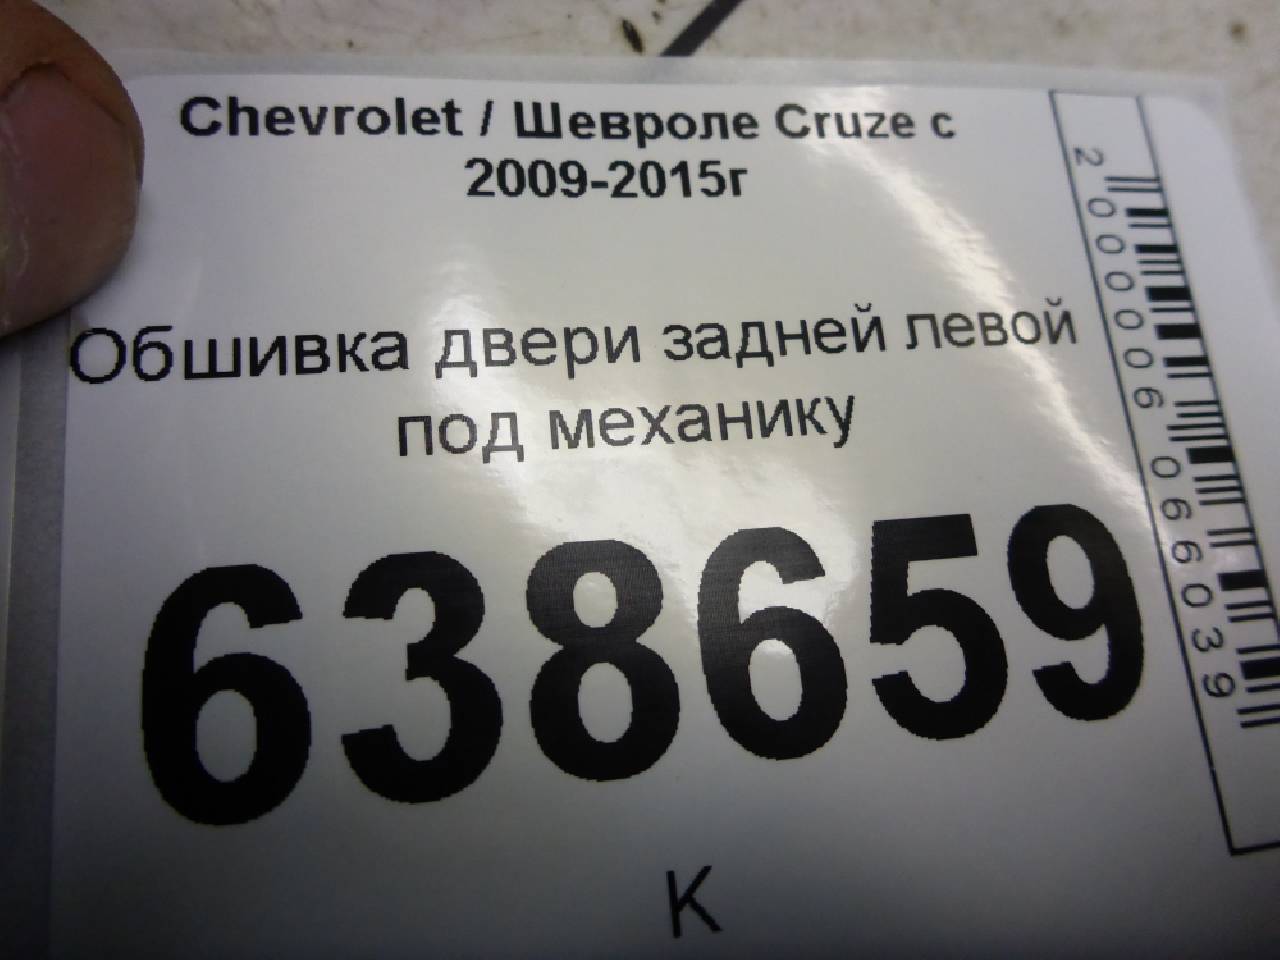 Chevrolet / Шевроле Cruze с
2009-2015г
Обшивка двери задней левой
под механику
638659
К
2000006066039